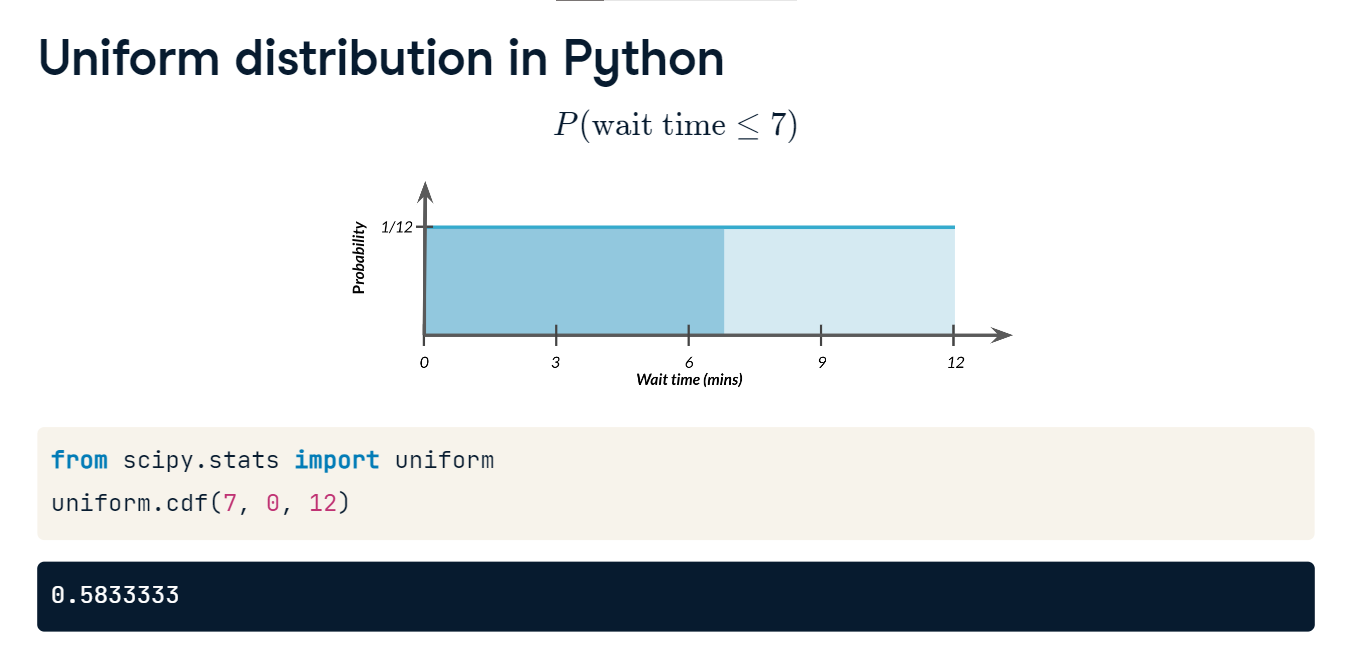 Uniform distribution in Python
P(wait time ≤ 7)
Probability
1/12
0 3 6 9 12
Wait time (mins)
from scipy.stats import uniform
uniform.cdf(7, 0, 12)
0.5833333